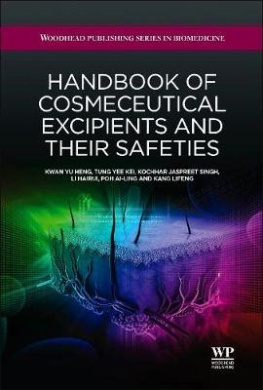 WOODHEAD PUBLISHING SERIES IN BIOMEDICINE
HANDBOOK OF
COSMECEUTICAL
EXCIPIENTS AND
THEIR SAFETIES
KWAN YU HENG, TUNG YEE KEI, KOCHHAR JASPREET SINGH,
LI HAIRUI, POH AI-LING AND KANG LIFENG
WP
WOODHEAD
PUBLISHING